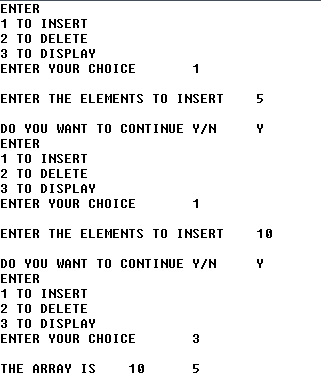 ENTER
1 TO INSERT
2 TO DELETE
3 TO DISPLAY
ENTER YOUR CHOICE 1
ENTER THE ELEMENTS TO INSERT 5
DO YOU WANT TO CONTINUE Y/N Y
ENTER
1 TO INSERT
2 TO DELETE
3 TO DISPLAY
ENTER YOUR CHOICE 1
ENTER THE ELEMENTS TO INSERT 10
DO YOU WANT TO CONTINUE Y/N Y
ENTER
1 TO INSERT
2 TO DELETE
3 TO DISPLAY
ENTER YOUR CHOICE 3
THE ARRAY IS 10 5